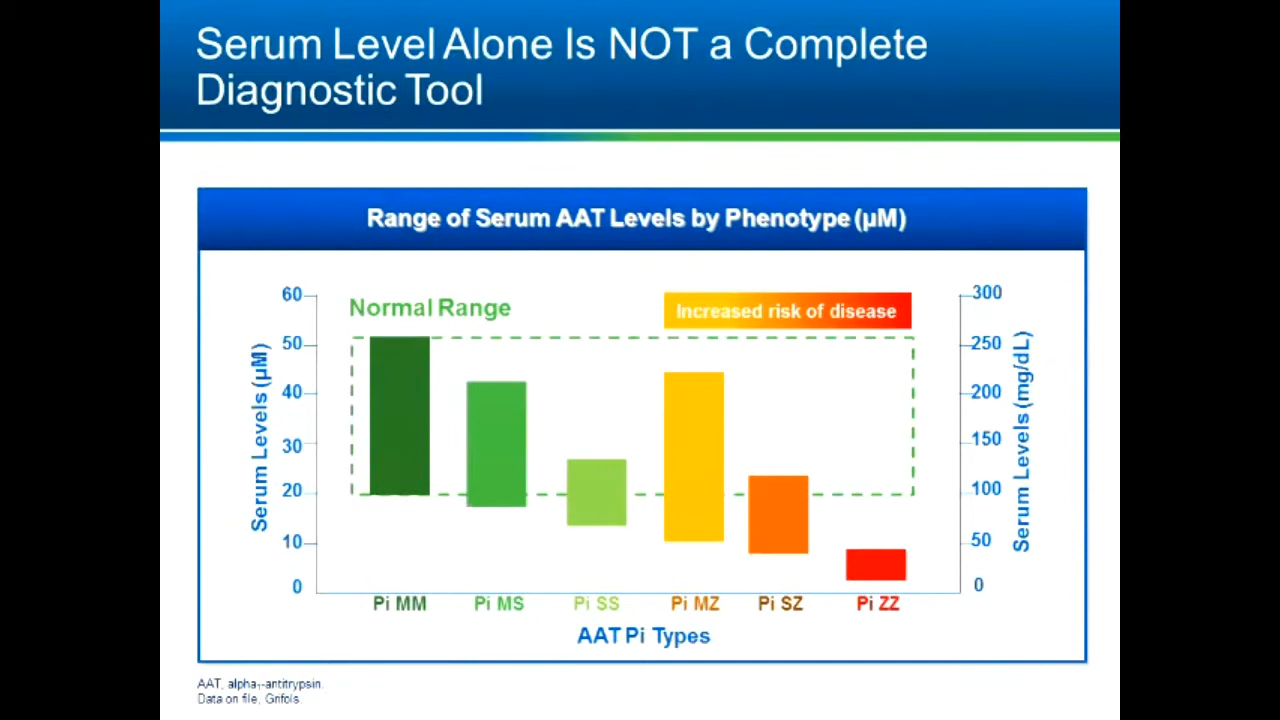 Serum Level Alone Is NOT a Complete
Diagnostic Tool
Range of Serum AAT Levels by Phenotype (µM)
Normal Range
Increased risk of disease
Serum Levels (µM)
60
50
40
30
20
10
0
300
250
200
150
100
50
0
Serum Levels (mg/dL)
Pi MM
Pi MS
Pi SS
Pi MZ
Pi SZ
Pi ZZ
AAT Pi Types
AAT, alpha₁-antitrypsin.
Data on file, Grifols.